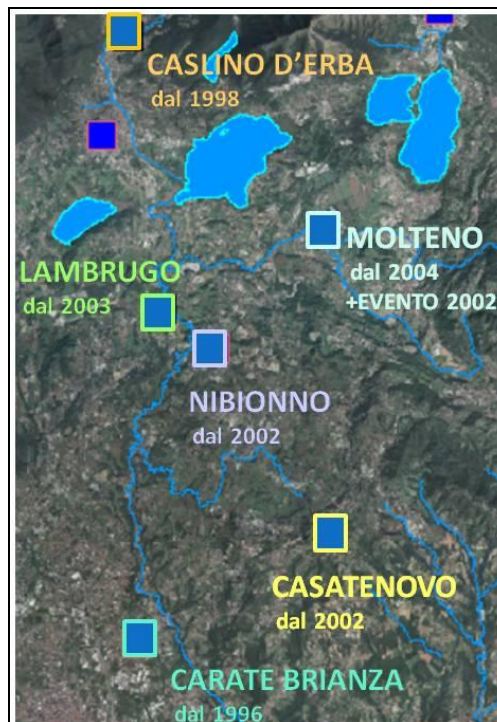 CASLINO D'ERBA
dal 1998
MOLTENO
dal 2004
+EVENTO 2002
LAMBRUGO
dal 2003
NIBIONNO
dal 2002
CASATENOVO
dal 2002
CARATE BRIANZA
dal 1996